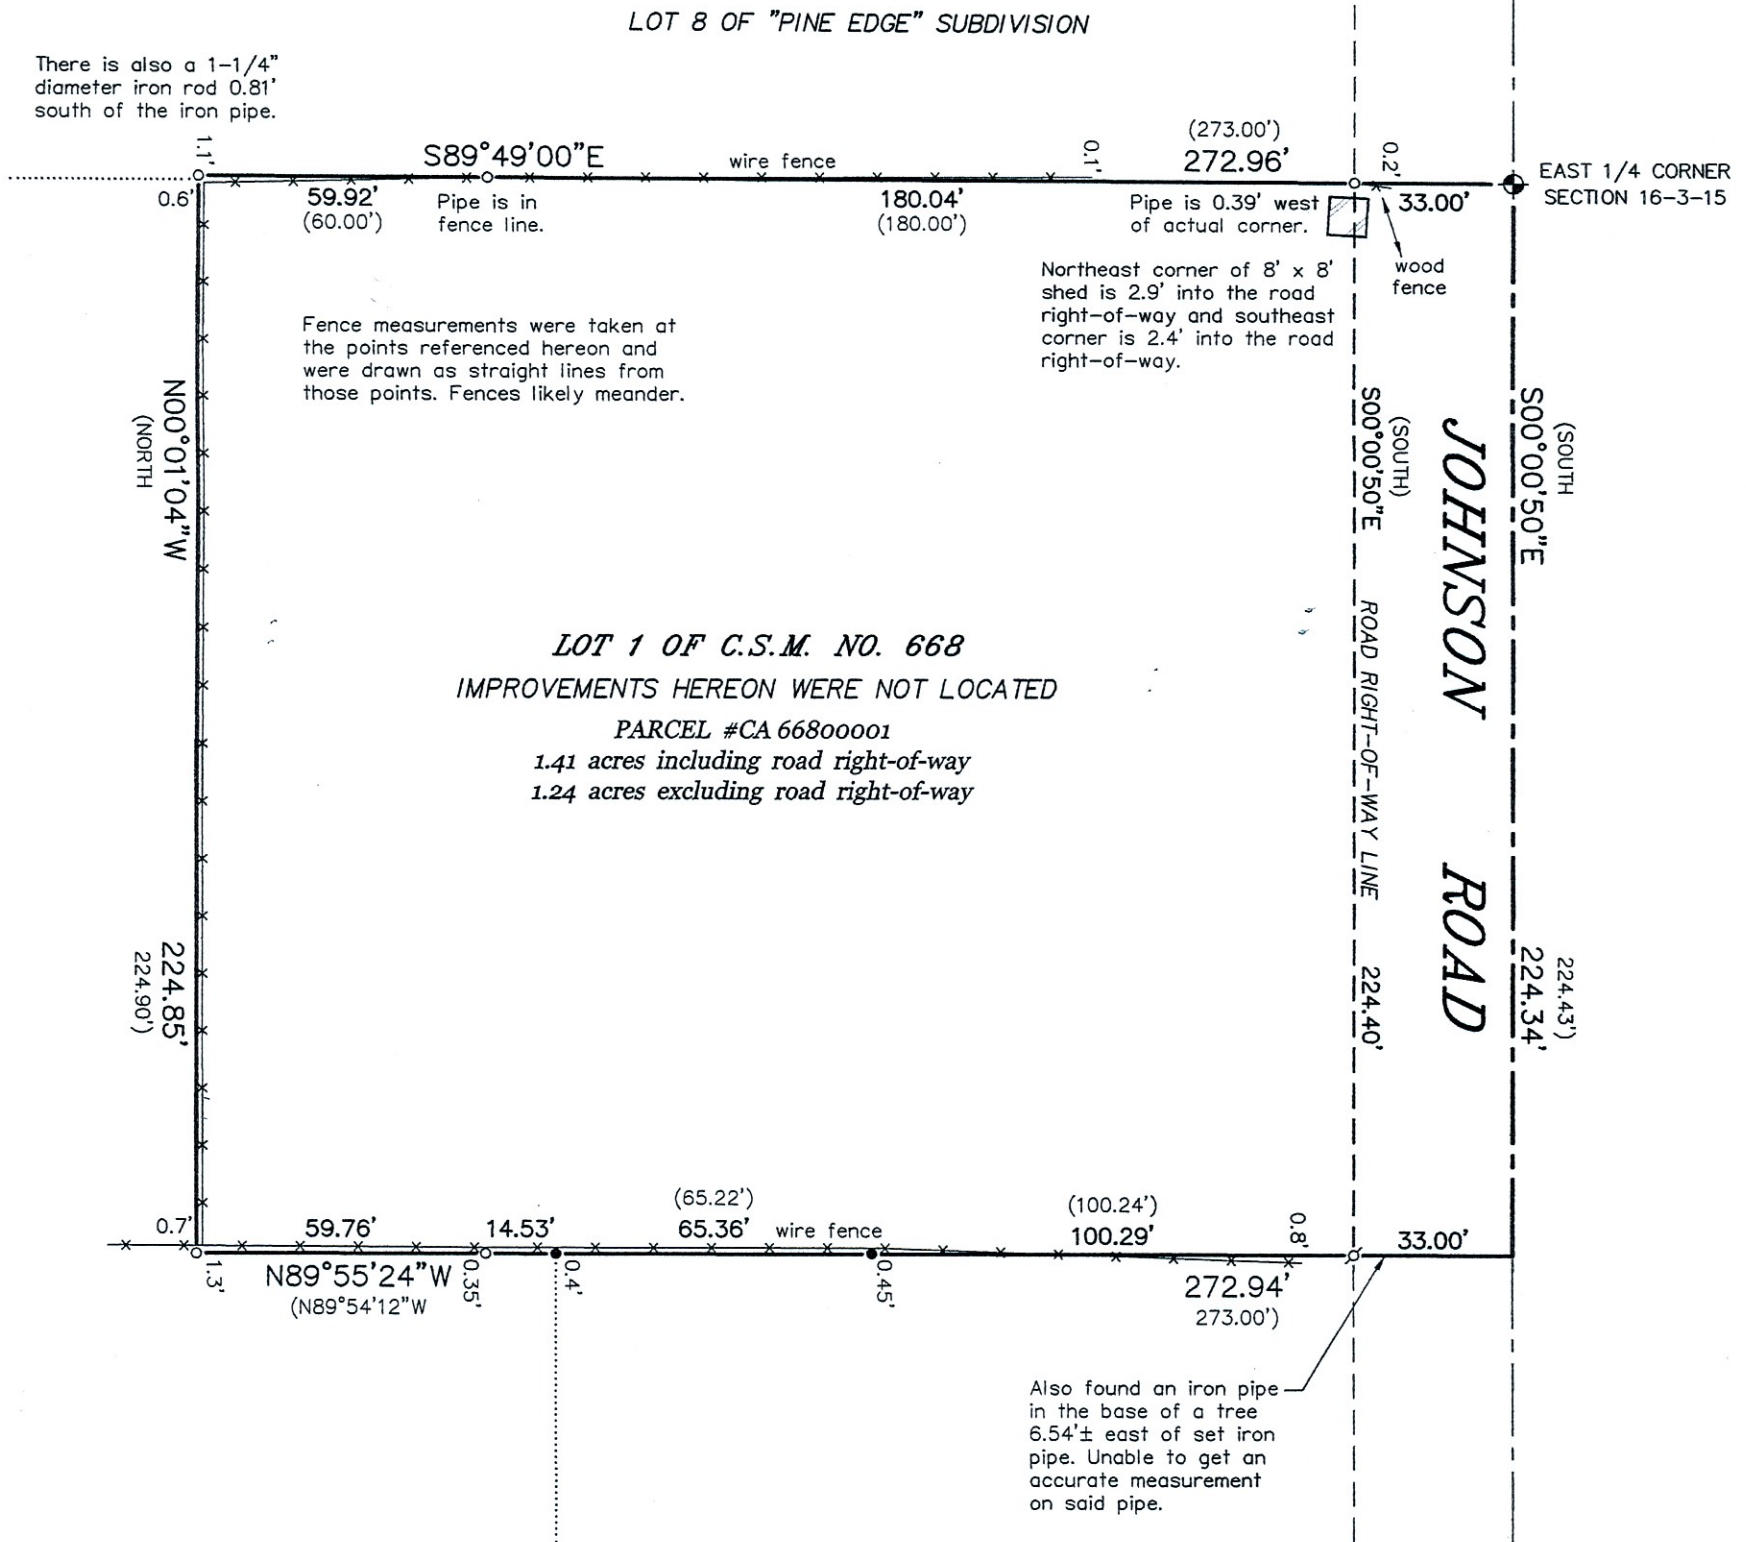 LOT 8 OF "PINE EDGE" SUBDIVISION
There is also a 1-1/4"
diameter iron rod 0.81'
south of the iron pipe.
1.1'
S89°49'00"E
wire fence
0.1'
(273.00')
272.96'
0.2'
EAST 1/4 CORNER
SECTION 16-3-15
0.6'
59.92'
(60.00')
Pipe is in
fence line.
180.04'
(180.00')
Pipe is 0.39' west
of actual corner.
33.00'
wood
fence
Northeast corner of 8' x 8'
shed is 2.9' into the road
right-of-way and southeast
corner is 2.4' into the road
right-of-way.
Fence measurements were taken at
the points referenced hereon and
were drawn as straight lines from
those points. Fences likely meander.
N00°01'04"W
(NORTH
224.85'
224.90')
(SOUTH)
S00°00'50"E
ROAD RIGHT-OF-WAY LINE
224.40'
JOHNSON ROAD
(SOUTH
S00°00'50"E
224.43')
224.34'
LOT 1 OF C.S.M. NO. 668
IMPROVEMENTS HEREON WERE NOT LOCATED
PARCEL #CA 66800001
1.41 acres including road right-of-way
1.24 acres excluding road right-of-way
0.7'
59.76'
14.53'
(65.22')
65.36'
wire fence
(100.24')
100.29'
0.8'
33.00'
1.3'
N89°55'24"W
(N89°54'12"W
0.35'
0.4'
0.45'
272.94'
273.00')
Also found an iron pipe
in the base of a tree
6.54'± east of set iron
pipe. Unable to get an
accurate measurement
on said pipe.